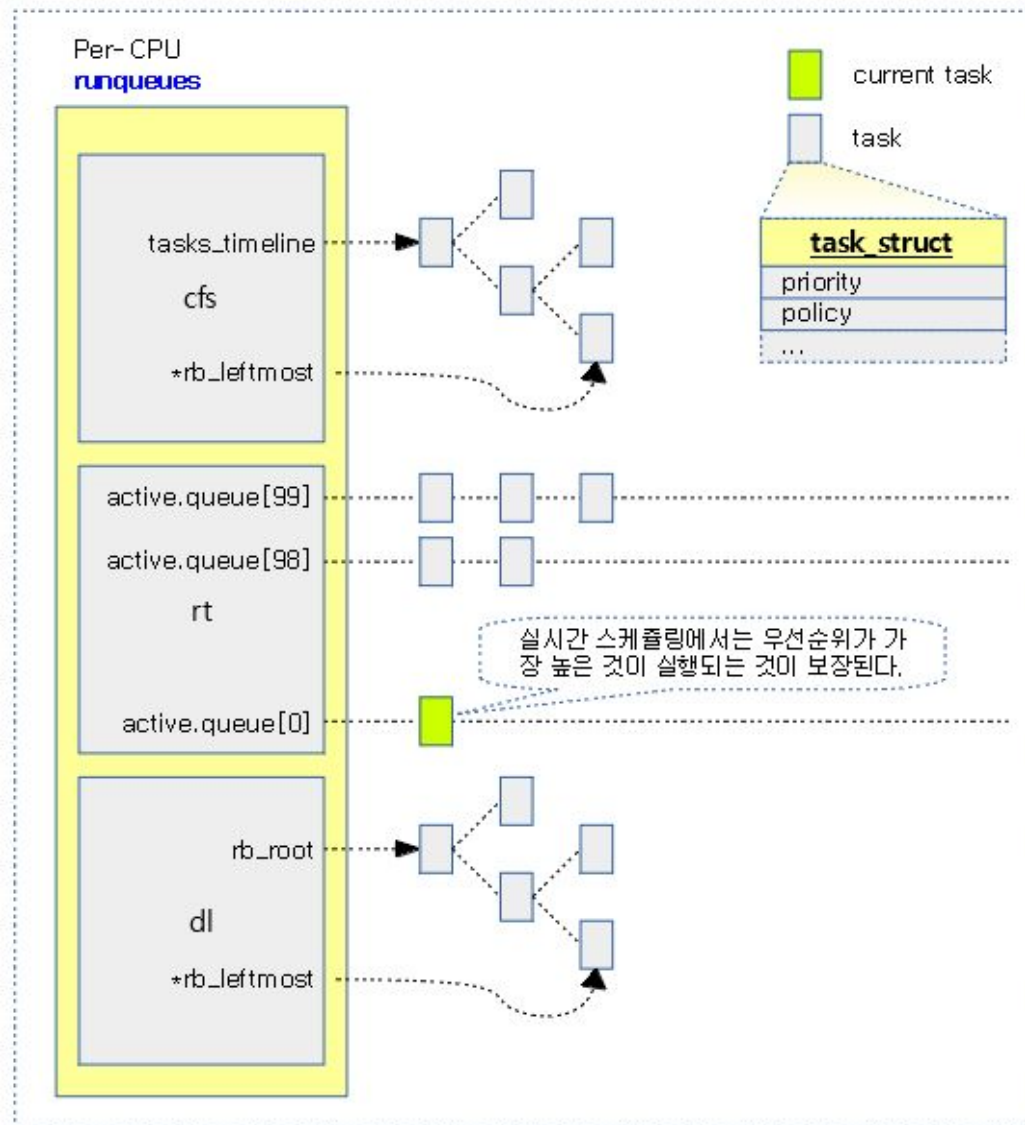 Per-CPU
runqueues
current task
task
task_struct
priority
policy
...
tasks_timeline
cfs
*rb_leftmost
active.queue[99]
active.queue[98]
rt
실시간 스케쥴링에서는 우선순위가 가
장 높은 것이 실행되는 것이 보장된다.
active.queue[0]
rb_root
dl
*rb_leftmost